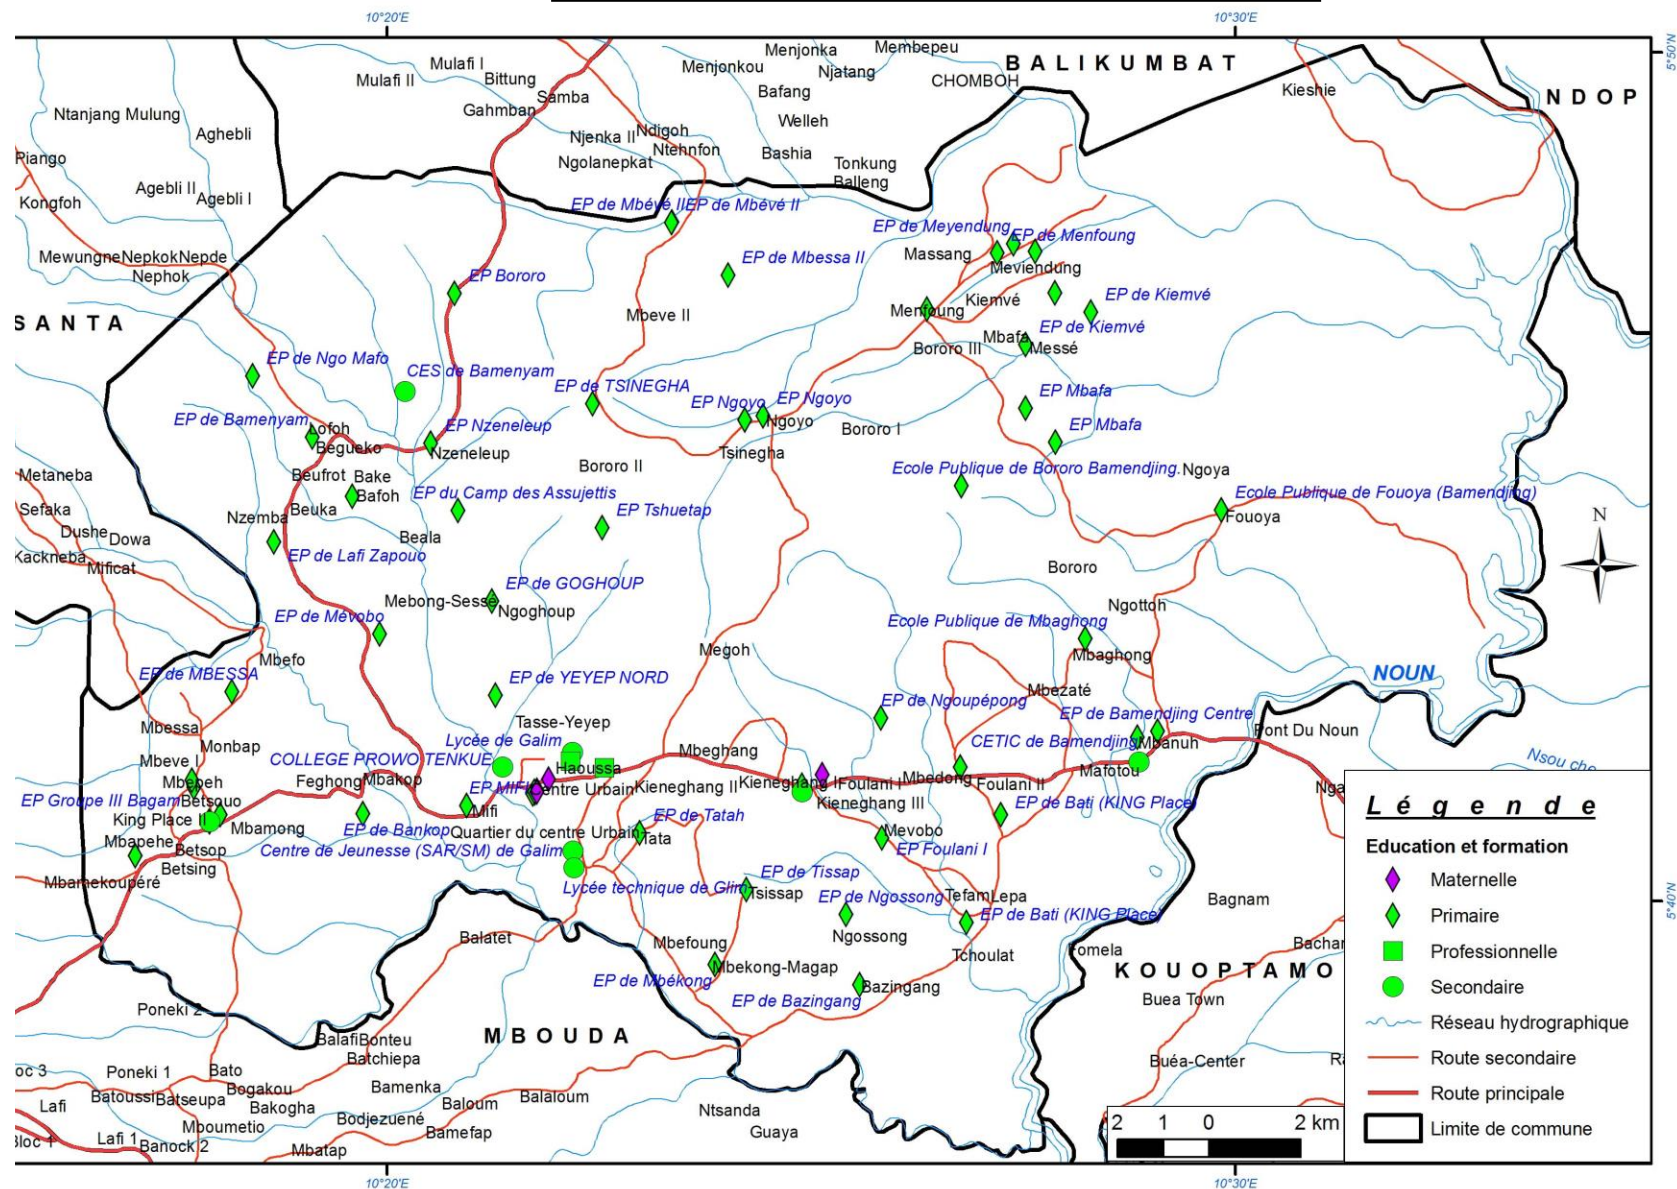 10°20'E
10°30'E
5°50'N
Menjonka
Membepeu
BALIKUMBAT
Mulafi I
Menjonkou
Njatang
Mulafi II
Bittung
CHOMBOH
Samba
Bafang
Kieshie
NDOP
Gahmban
Ntanjang Mulung
Welleh
Aghebli
Njenka II
Ndigoh
Ntehnfon
Bashia
Piango
Ngolanepkat
Tonkung
Balleng
Agebli II
Agebli I
Kongfoh
EP de Mbévé II
EP de Mbévé II
EP de Meyendung
EP de Menfoung
Massang
Mewungne
Nepkok
Nepde
Nephok
EP de Mbessa II
Meviendung
EP Bororo
EP de Kiemvé
Kiemvé
Menfoung
SANTA
Mbeve II
EP de Kiemvé
Mbafa
Messé
Bororo III
EP de Ngo Mafo
CES de Bamenyam
EP de TSINEGHA
EP Mbafa
EP Ngoyo
EP Ngoyo
EP de Bamenyam
Lofoh
EP Nzeneleup
Ngoyo
Bororo I
EP Mbafa
Begueko
Nzeneleup
Tsinegha
Bororo II
Ecole Publique de Bororo Bamendjing.
Ngoya
Metaneba
Beufrot
Bake
Bafoh
EP du Camp des Assujettis
Ecole Publique de Fouoya (Bamendjing)
Sefaka
Nzemba
Beuka
EP Tshuetap
Fouoya
N
Dushe
Dowa
Beala
Kackneba
Mificat
EP de Lafi Zapouo
Bororo
EP de GOGHOUP
Mebong-Sesse
Ngoghoup
Ngottoh
EP de Mévobo
Ecole Publique de Mbaghong
Mbefo
Megoh
Mbaghong
EP de MBESSA
EP de YEYEP NORD
NOUN
Mbezaté
EP de Ngoupépong
Tasse-Yeyep
EP de Bamendjing Centre
Mbessa
Monbap
Lycée de Galim
CETIC de Bamendjing
Mbanuh
Pont Du Noun
Mbeve I
COLLEGE PROWO TENKUE
Haoussa
Mbeghang
Nsou cho
Mbepeh
Feghong
Mbakop
EP MIFI
Centre Urbain
Kieneghang II
Kieneghang I
Foulani I
Mbedong
Foulani II
Mafotou
Nga
EP Groupe III Bagam
Betsouo
Kieneghang III
EP de Bati (KING Place)
King Place II
Mbamong
EP de Bankop
Mifi
Quartier du centre Urbain
EP de Tatah
Tata
Mevobo
EP Foulani I
Mbapehe
Betsop
Centre de Jeunesse (SAR/SM) de Galim
Betsing
Mbamekoupéré
EP de Tissap
Lycée technique de Glim
Tsissap
EP de Ngossong
Tefam
Lepa
Bagnam
EP de Bati (KING Place)
Balatet
Mbefoung
Ngossong
Tchoulat
Fomela
Bachar
Mbekong-Magap
KOUOPTAMO
EP de Mbékong
EP de Bazingang
Bazingang
Buea Town
Poneki 2
MBOUDA
Balafi
Bonteu
Batchiepa
Buéa-Center
oc 3
Poneki 1
Bato
Bogakou
Bamenka
Batoussi
Batseupa
Bakogha
Baloum
Balaloum
Lafi
Mboumetio
Bodjezuené
Bamefap
Ntsanda
Guaya
Lafi 1
Banock 2
Mbatap
Légende
Education et formation
Maternelle
Primaire
Professionnelle
Secondaire
Réseau hydrographique
Route secondaire
Route principale
Limite de commune
2 1 0 2 km
5°40'N
10°20'E
10°30'E